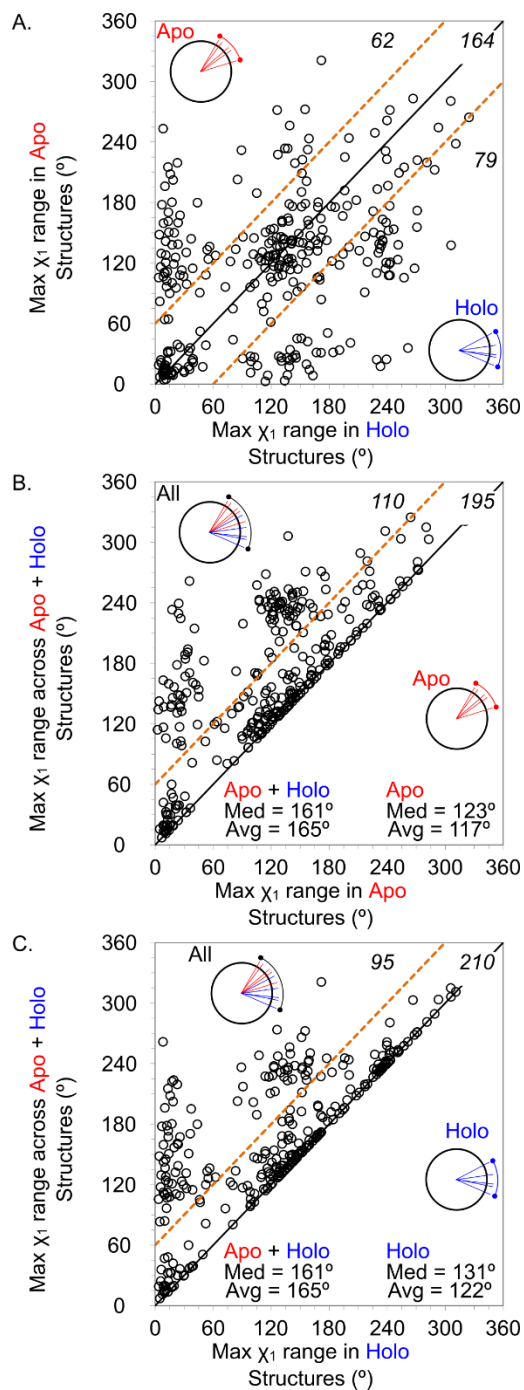 A.
Apo
62
164
79
Holo
360
300
240
180
120
60
0
Max χ₁ range in Apo
Structures (º)
0 60 120 180 240 300 360
Max χ₁ range in Holo
Structures (º)
B.
All
110
195
Apo
360
300
240
180
120
60
0
Max χ₁ range across Apo + Holo
Structures (º)
Apo + Holo
Med = 161º
Avg = 165º
Apo
Med = 123º
Avg = 117º
0 60 120 180 240 300 360
Max χ₁ range in Apo
Structures (º)
C.
All
95
210
Holo
360
300
240
180
120
60
0
Max χ₁ range across Apo + Holo
Structures (º)
Apo + Holo
Med = 161º
Avg = 165º
Holo
Med = 131º
Avg = 122º
0 60 120 180 240 300 360
Max χ₁ range in Holo
Structures (º)